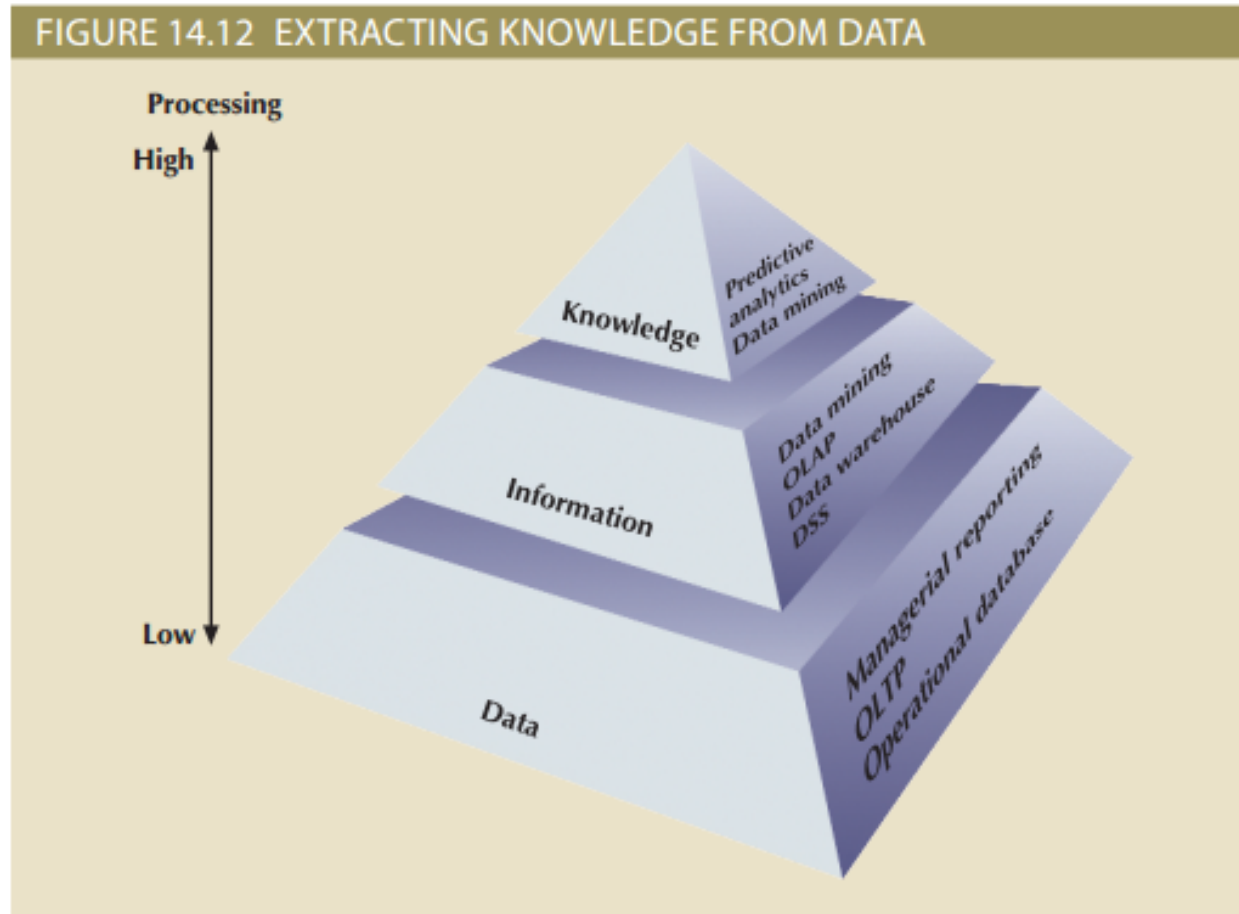 FIGURE 14.12 EXTRACTING KNOWLEDGE FROM DATA
Processing
High
Low
Knowledge
Predictive
analytics
Data mining
Information
Data mining
OLAP
Data warehouse
DSS
Data
Managerial reporting
OLTP
Operational database